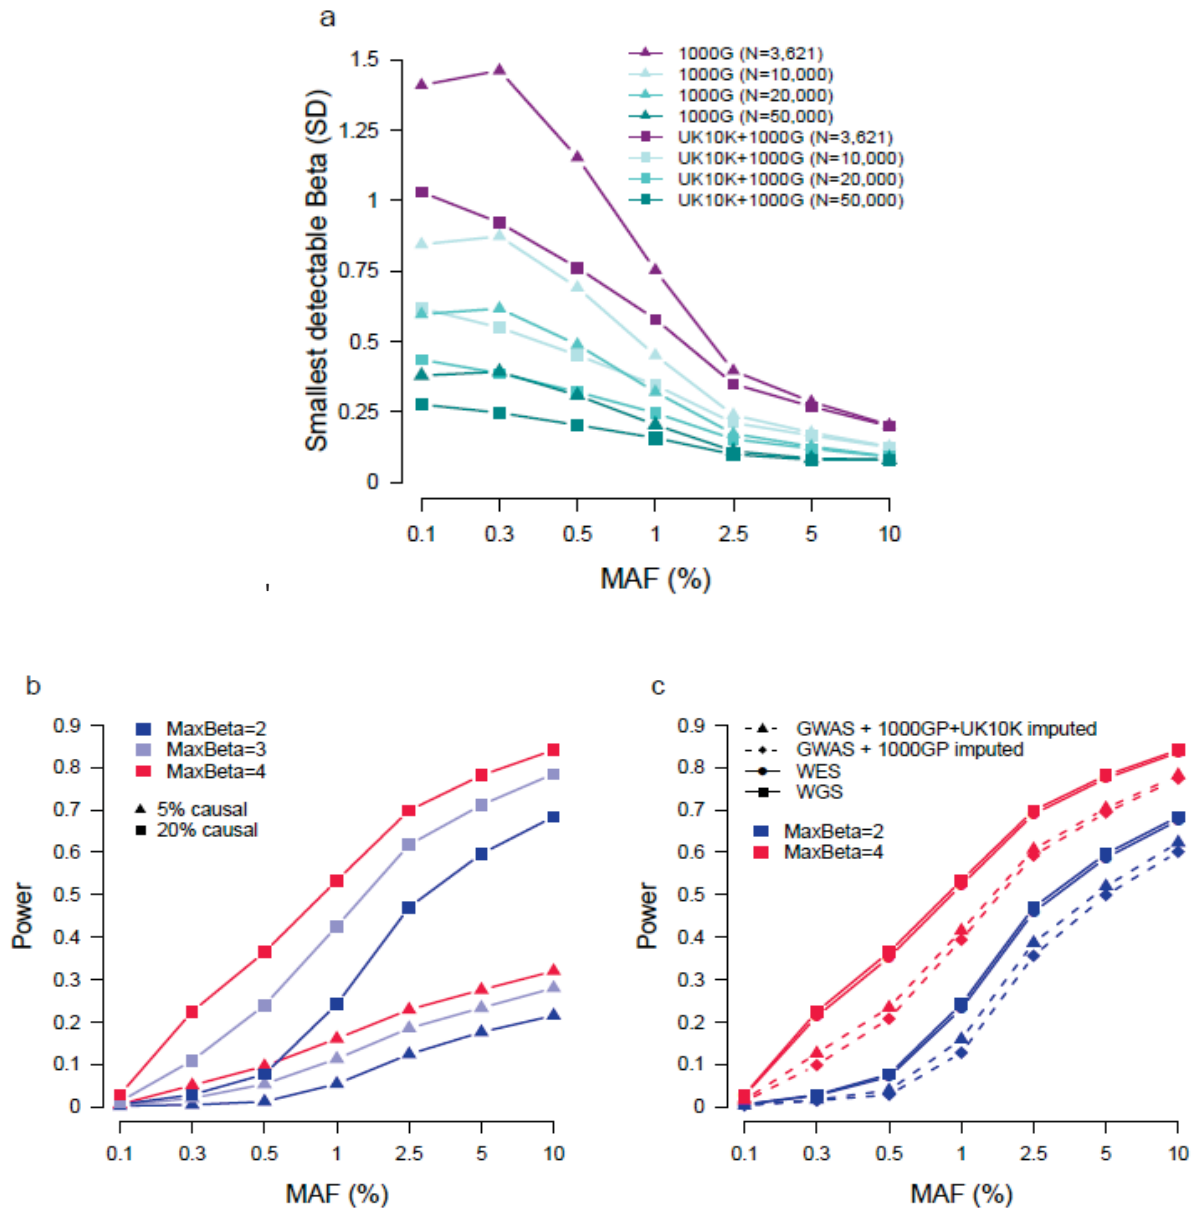 a
Smallest detectable Beta (SD)
1.5
1.25
1
0.75
0.5
0.25
0
1000G (N=3,621)
1000G (N=10,000)
1000G (N=20,000)
1000G (N=50,000)
UK10K+1000G (N=3,621)
UK10K+1000G (N=10,000)
UK10K+1000G (N=20,000)
UK10K+1000G (N=50,000)
0.1 0.3 0.5 1 2.5 5 10
MAF (%)
b
Power
0.9
0.8
0.7
0.6
0.5
0.4
0.3
0.2
0.1
0
MaxBeta=2
MaxBeta=3
MaxBeta=4
5% causal
20% causal
0.1 0.3 0.5 1 2.5 5 10
MAF (%)
c
Power
0.9
0.8
0.7
0.6
0.5
0.4
0.3
0.2
0.1
0
GWAS + 1000GP+UK10K imputed
GWAS + 1000GP imputed
WES
WGS
MaxBeta=2
MaxBeta=4
0.1 0.3 0.5 1 2.5 5 10
MAF (%)